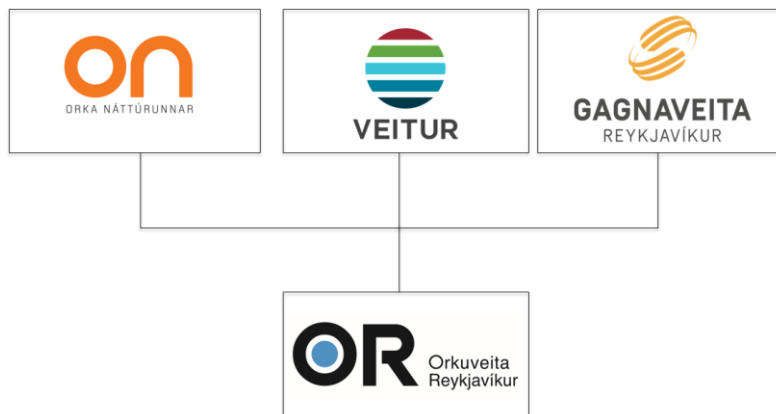 on
ORKA NÁTTÚRUNNAR
VEITUR
GAGNAVEITA
REYKJAVÍKUR
OR
Orkuveita
Reykjavíkur